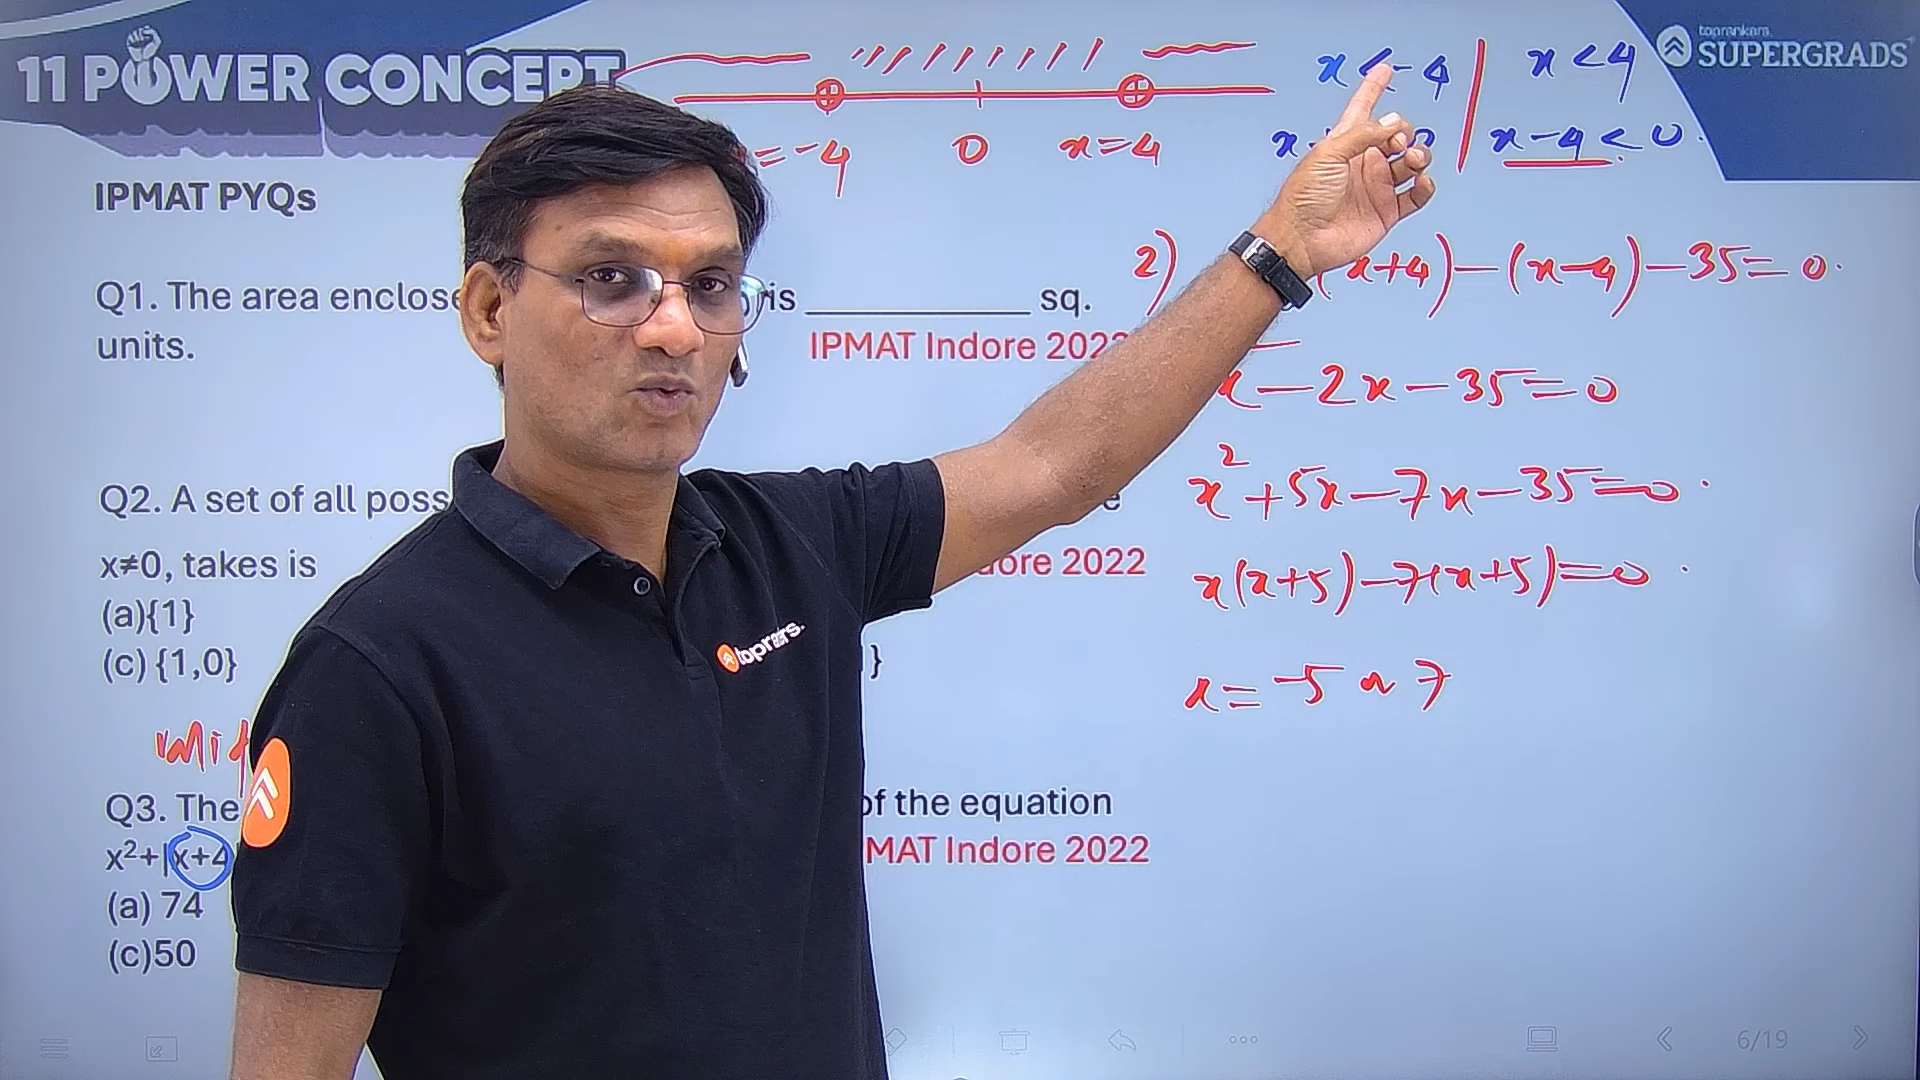 11 POWER CONCEPT
toprankers
SUPERGRADS
x<-4 | x<4
=-4 0 x=4
x-4<0.
IPMAT PYQs
2) (x+4)-(x-4)-35=0.
Q1. The area enclose is ____________ sq.
units. IPMAT Indore 2022
-2x-35=0
Q2. A set of all poss
x²+5x-7x-35=0.
x≠0, takes is ore 2022
x(x+5)-7(x+5)=0.
(a){1}
(c) {1,0} }
toprankers.
x=-5 or 7
Q3. The of the equation
x²+|x+4 MAT Indore 2022
(a) 74
(c)50
6/19